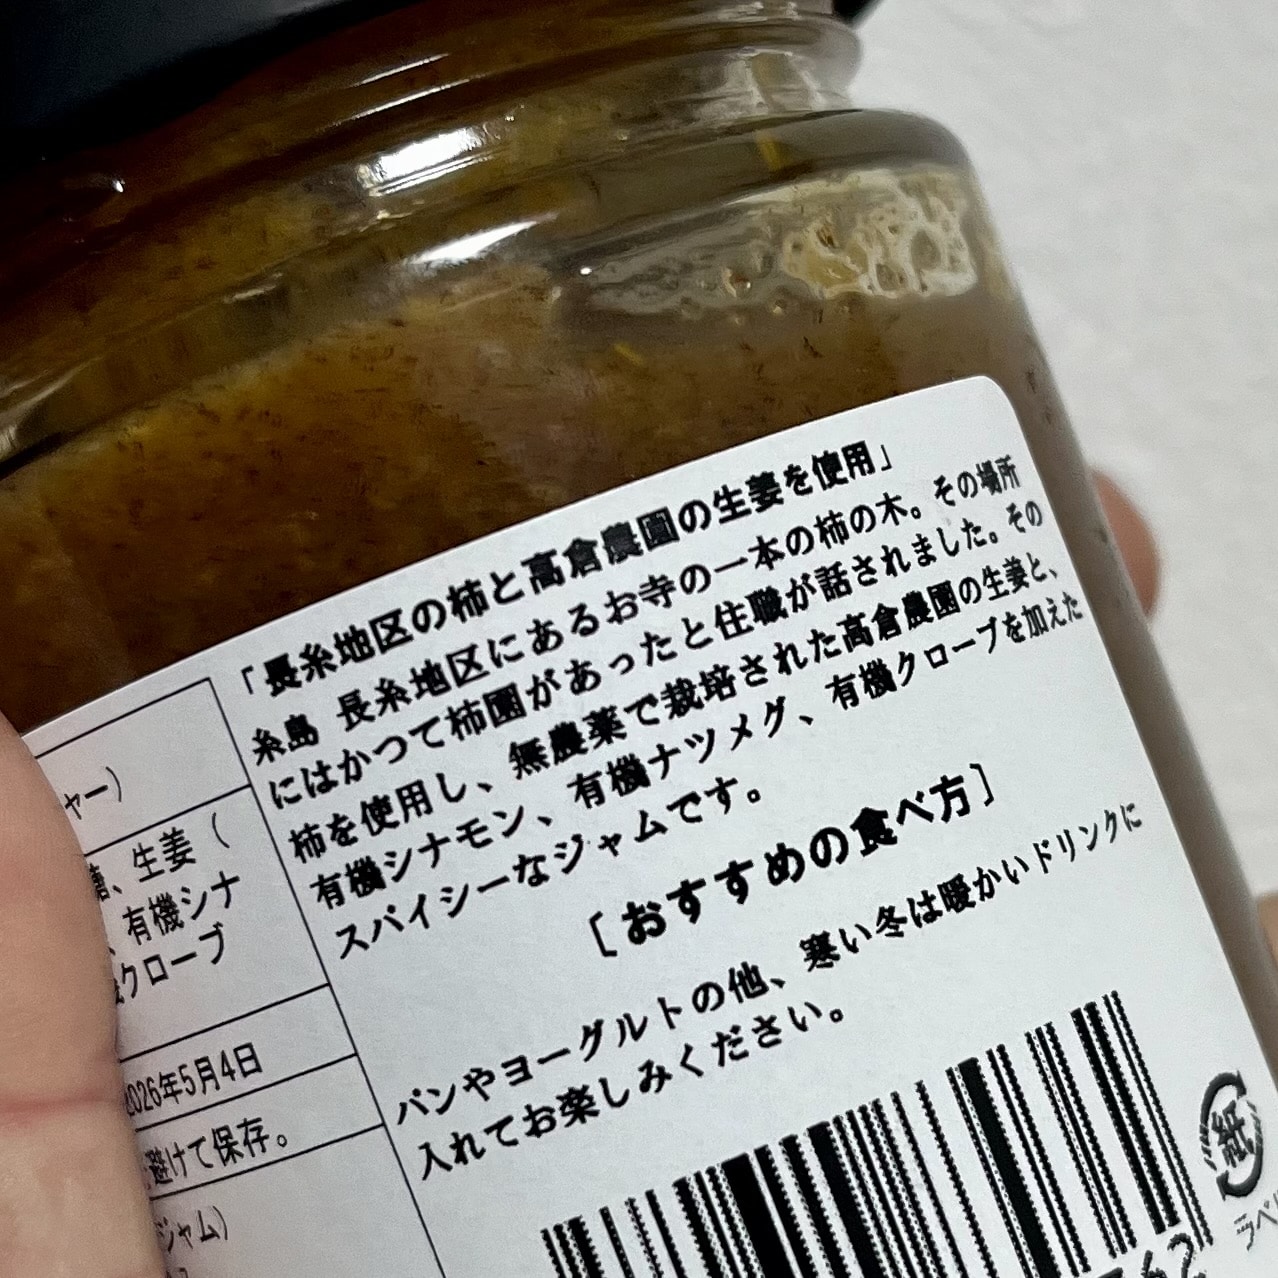 「長糸地区の柿と高倉農園の生姜を使用」
糸島 長糸地区にあるお寺の一本の柿の木。その場所
にはかつて柿園があったと住職が話されました。その
柿を使用し、無農薬で栽培された高倉農園の生姜と、
有機シナモン、有機ナツメグ、有機クローブを加えた
スパイシーなジャムです。
[おすすめの食べ方]
パンやヨーグルトの他、寒い冬は暖かいドリンクに
入れてお楽しみください。
ャー)
糖、生姜(
、有機シナ
クローブ
2026年5月4日
避けて保存。
ジャム)
紙
ラベ
762